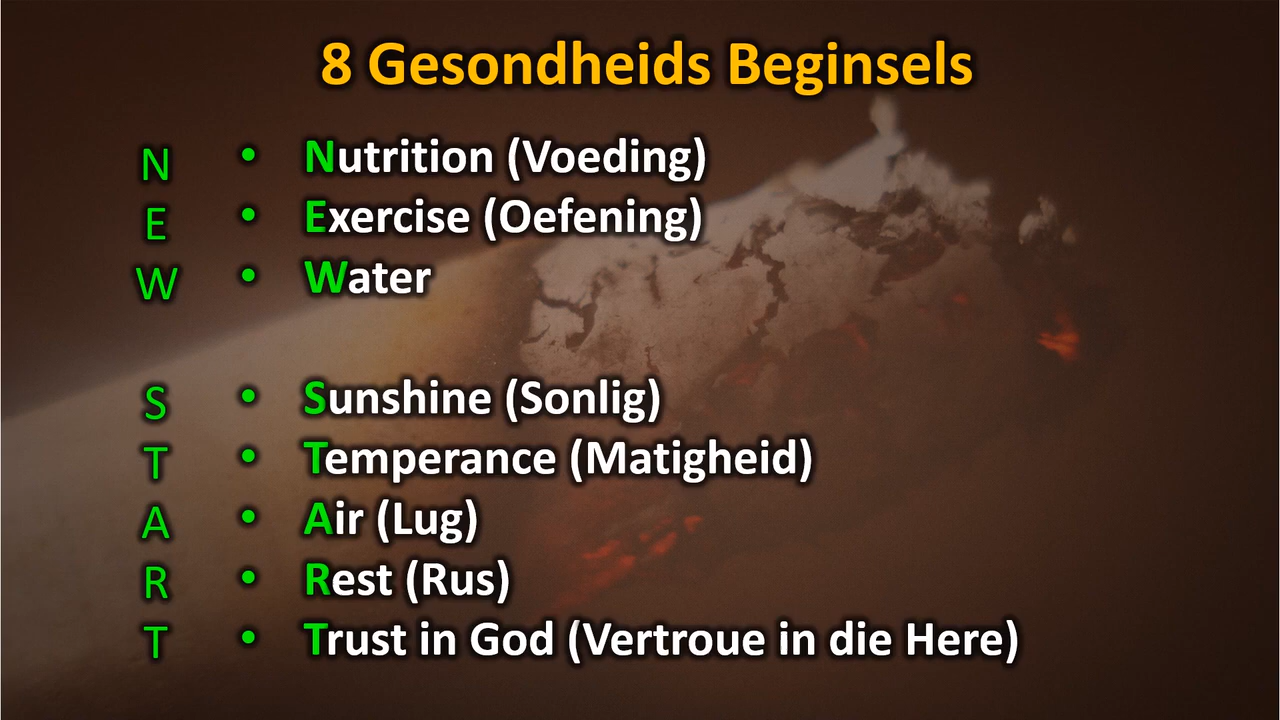 8 Gesondheids Beginsels
N • Nutrition (Voeding)
E • Exercise (Oefening)
W • Water
S • Sunshine (Sonlig)
T • Temperance (Matigheid)
A • Air (Lug)
R • Rest (Rus)
T • Trust in God (Vertroue in die Here)